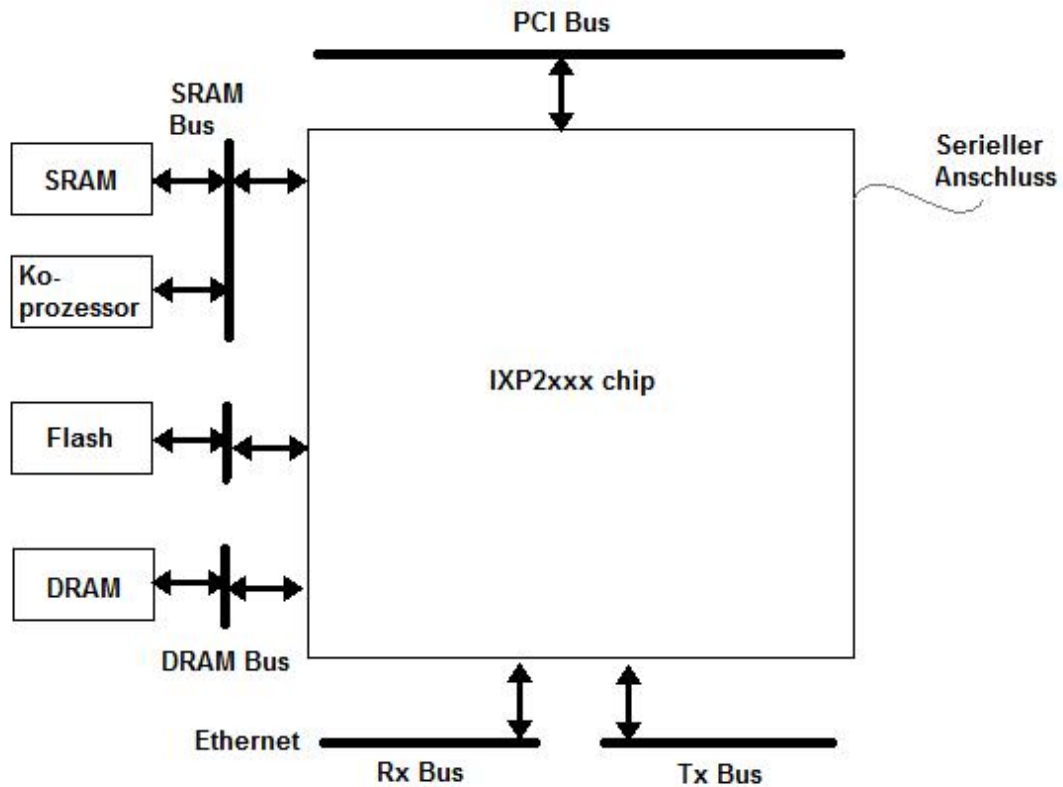 PCI Bus
SRAM
Bus
SRAM
Serieller
Anschluss
Ko-
prozessor
IXP2xxx chip
Flash
DRAM
DRAM Bus
Ethernet
Rx Bus
Tx Bus